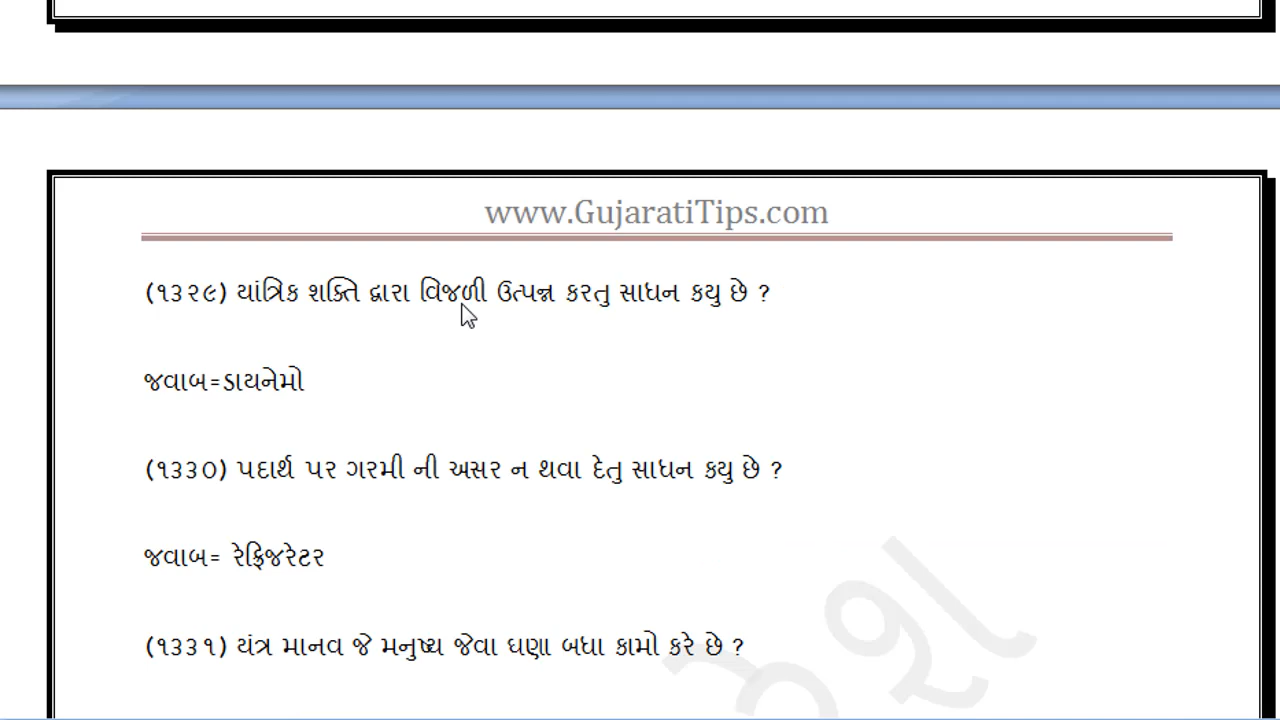 www.GujaratiTips.com
(૧૩૨૯) યાંત્રિક શક્તિ દ્વારા વિજળી ઉત્પન્ન કરતુ સાધન કયુ છે ?
જવાબ=ડાયનેમો
(૧૩૩૦) પદાર્થ પર ગરમી ની અસર ન થવા દેતુ સાધન કયુ છે ?
જવાબ= રેફ્રિજરેટર
(૧૩૩૧) યંત્ર માનવ જે મનુષ્ય જેવા ઘણા બધા કામો કરે છે ?